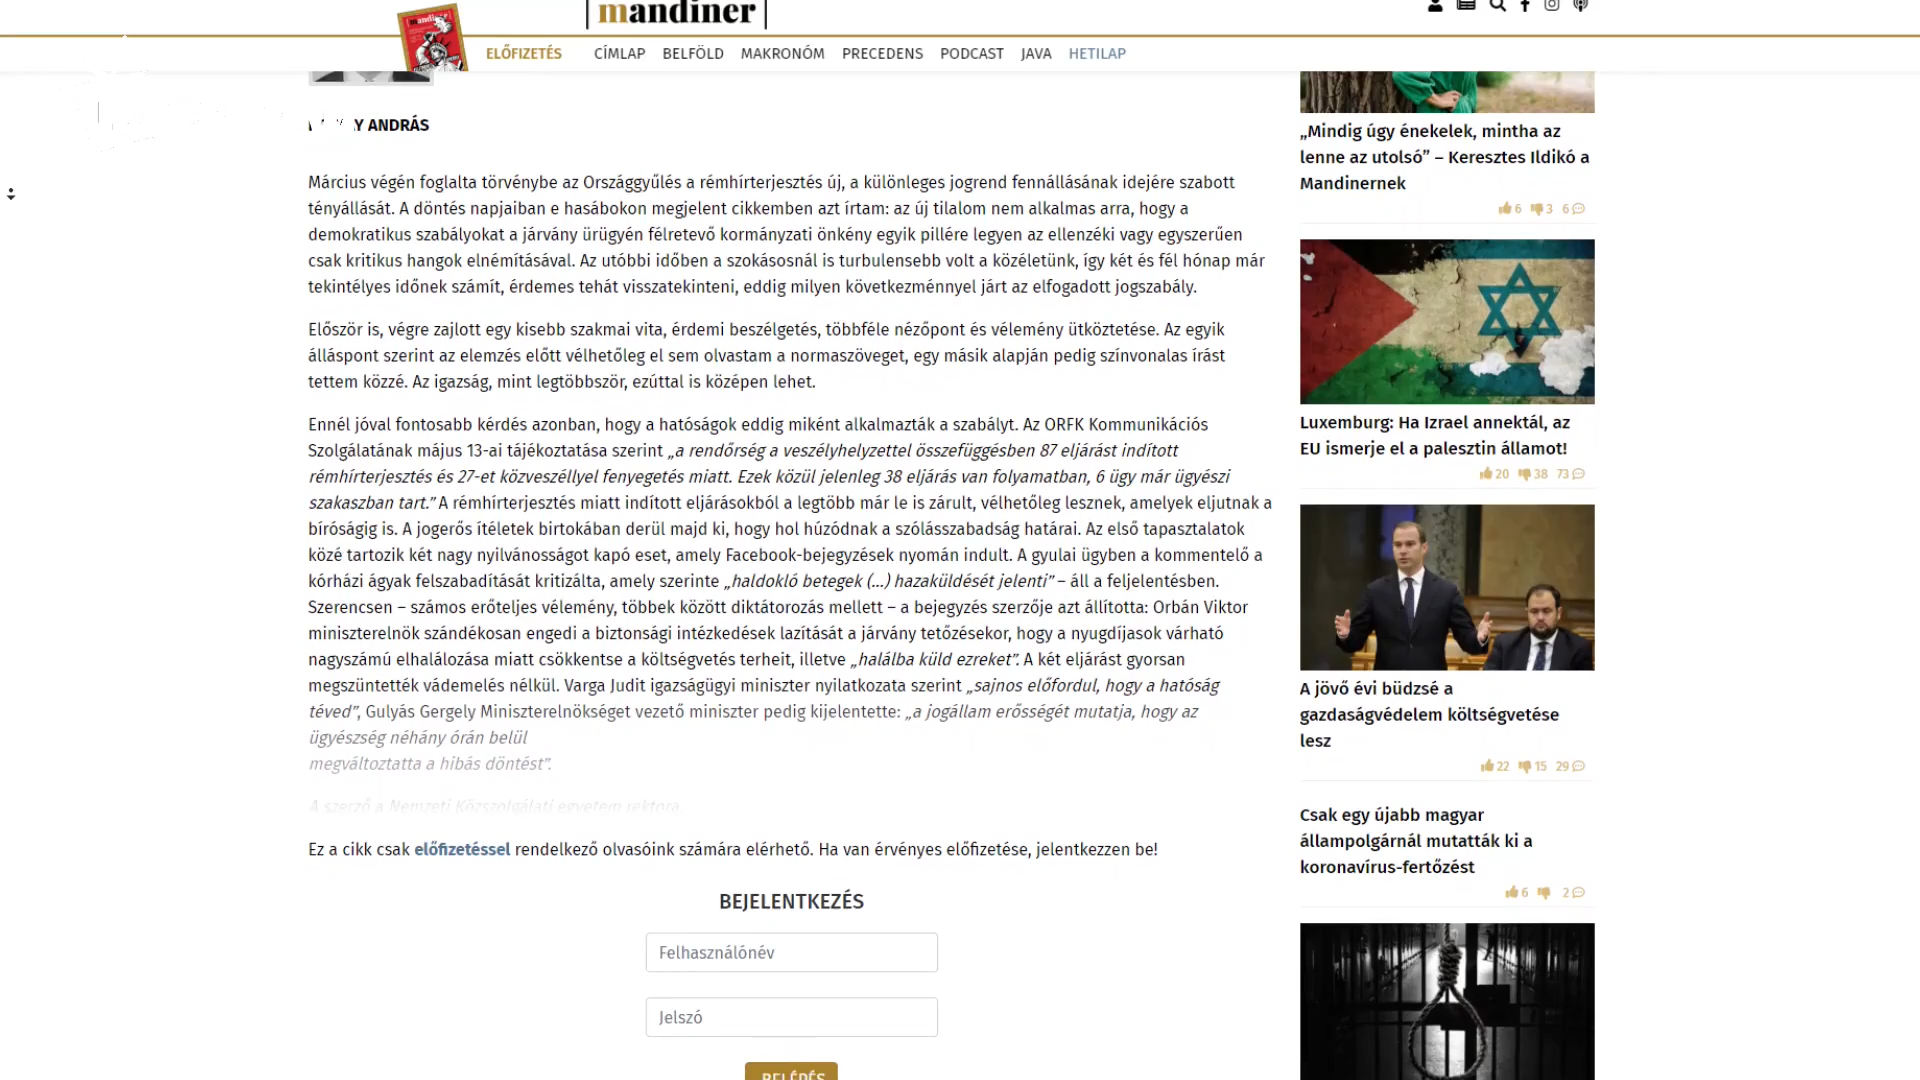 mandiner
ELŐFIZETÉS CÍMLAP BELFÖLD MAKRONÓM PRECEDENS PODCAST JAVA HETILAP
ANDRÁS
Március végén foglalta törvénybe az Országgyűlés a rémhírterjesztés új, a különleges jogrend fennállásának idejére szabott
tényállását. A döntés napjaiban e hasábokon megjelent cikkemben azt írtam: az új tilalom nem alkalmas arra, hogy a
demokratikus szabályokat a járvány ürügyén félretevő kormányzati önkény egyik pillére legyen az ellenzéki vagy egyszerűen
csak kritikus hangok elnémításával. Az utóbbi időben a szokásosnál is turbulensebb volt a közéletünk, így két és fél hónap már
tekintélyes időnek számít, érdemes tehát visszatekinteni, eddig milyen következménnyel járt az elfogadott jogszabály.
Először is, végre zajlott egy kisebb szakmai vita, érdemi beszélgetés, többféle nézőpont és vélemény ütköztetése. Az egyik
álláspont szerint az elemzés előtt vélhetőleg el sem olvastam a normaszöveget, egy másik alapján pedig színvonalas írást
tettem közzé. Az igazság, mint legtöbbször, ezúttal is középen lehet.
Ennél jóval fontosabb kérdés azonban, hogy a hatóságok eddig miként alkalmazták a szabályt. Az ORFK Kommunikációs
Szolgálatának május 13-ai tájékoztatása szerint „a rendőrség a veszélyhelyzettel összefüggésben 87 eljárást indított
rémhírterjesztés és 27-et közveszéllyel fenyegetés miatt. Ezek közül jelenleg 38 eljárás van folyamatban, 6 ügy már ügyészi
szakaszban tart.” A rémhírterjesztés miatt indított eljárásokból a legtöbb már le is zárult, vélhetőleg lesznek, amelyek eljutnak a
bíróságig is. A jogerős ítéletek birtokában derül majd ki, hogy hol húzódnak a szólásszabadság határai. Az első tapasztalatok
közé tartozik két nagy nyilvánosságot kapó eset, amely Facebook-bejegyzések nyomán indult. A gyulai ügyben a kommentelő a
kórházi ágyak felszabadítását kritizálta, amely szerinte „haldokló betegek (...) hazaküldését jelenti” – áll a feljelentésben.
Szerencsen – számos erőteljes vélemény, többek között diktátorozás mellett – a bejegyzés szerzője azt állította: Orbán Viktor
miniszterelnök szándékosan engedi a biztonsági intézkedések lazítását a járvány tetőzésekor, hogy a nyugdíjasok várható
nagyszámú elhalálozása miatt csökkentse a költségvetés terheit, illetve „halálba küld ezreket”. A két eljárást gyorsan
megszüntették vádemelés nélkül. Varga Judit igazságügyi miniszter nyilatkozata szerint „sajnos előfordul, hogy a hatóság
téved”, Gulyás Gergely Miniszterelnökséget vezető miniszter pedig kijelentette: „a jogállam erősségét mutatja, hogy az
ügyészség néhány órán belül
megváltoztatta a hibás döntést”.
A szerző a Nemzeti Közszolgálati egyetem rektora.
Ez a cikk csak előfizetéssel rendelkező olvasóink számára elérhető. Ha van érvényes előfizetése, jelentkezzen be!
BEJELENTKEZÉS
Felhasználónév
Jelszó
BELÉPÉS
„Mindig úgy énekelek, mintha az
lenne az utolsó” – Keresztes Ildikó a
Mandinernek
6 3 6
Luxemburg: Ha Izrael annektál, az
EU ismerje el a palesztin államot!
20 38 73
A jövő évi büdzsé a
gazdaságvédelem költségvetése
lesz
22 15 29
Csak egy újabb magyar
állampolgárnál mutatták ki a
koronavírus-fertőzést
6 2